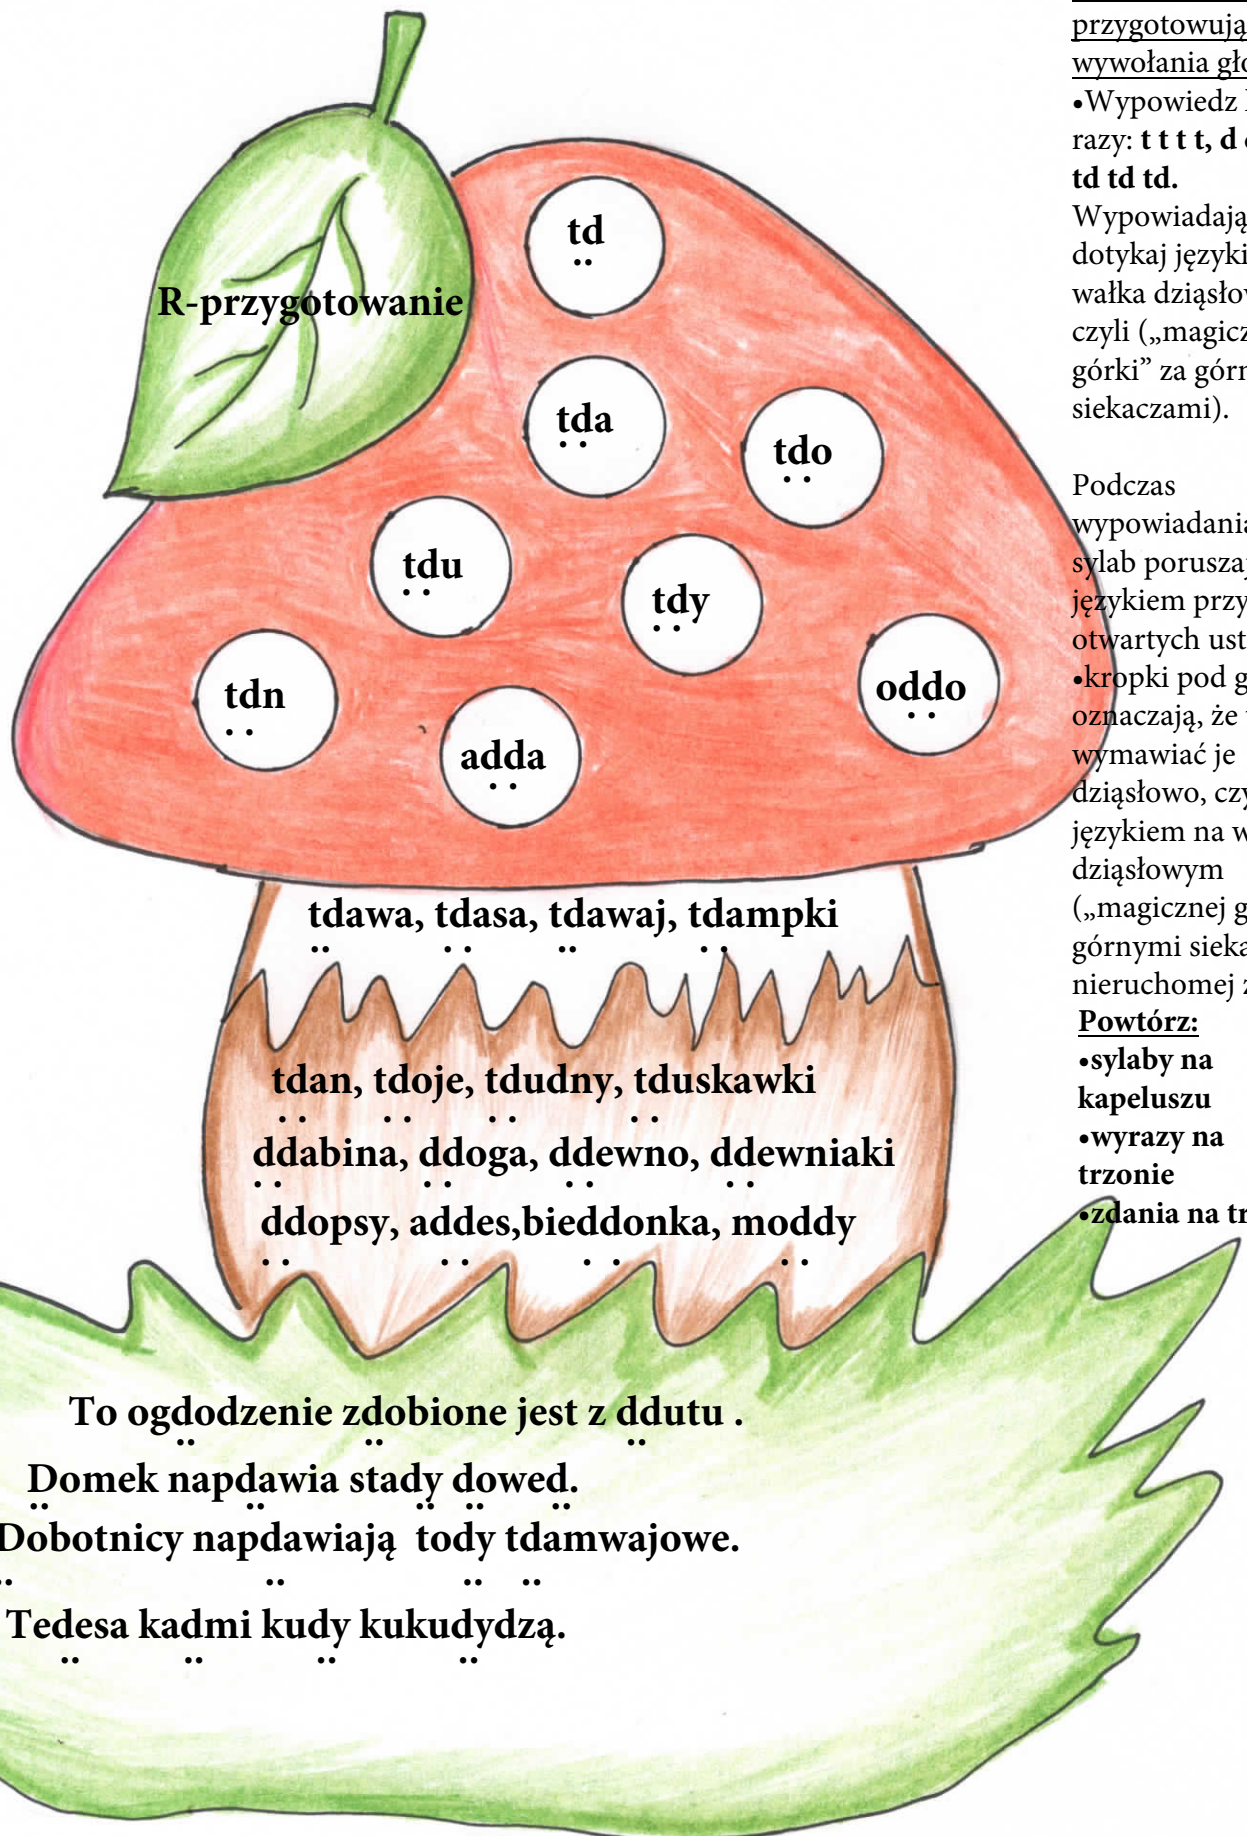 R-przygotowanie
td
tda
tdo
tdu
tdy
tdn
oddo
adda
tdawa, tdasa, tdawaj, tdampki
tdan, tdoje, tdudny, tduskawki
ddabina, ddoga, ddewno, ddewniaki
ddopsy, addes,bieddonka, moddy
To ogdodzenie zdobione jest z ddutu .
Domek napdawia stady dowed.
Dobotnicy napdawiają tody tdamwajowe.
Tedesa kadmi kudy kukudydzą.
przygotowują
wywołania gło
•Wypowiedz
razy: t t t t, d
td td td.
Wypowiadają
dotykaj języki
wałka dziąsło
czyli („magicz
górki” za górn
siekaczami).
Podczas
wypowiadania
sylab porusza
językiem przy
otwartych ust
•kropki pod g
oznaczają, że
wymawiać je
dziąsłowo, czy
językiem na w
dziąsłowym
(„magicznej g
górnymi sieka
nieruchomej ż
Powtórz:
•sylaby na
kapeluszu
•wyrazy na
trzonie
•zdania na tr